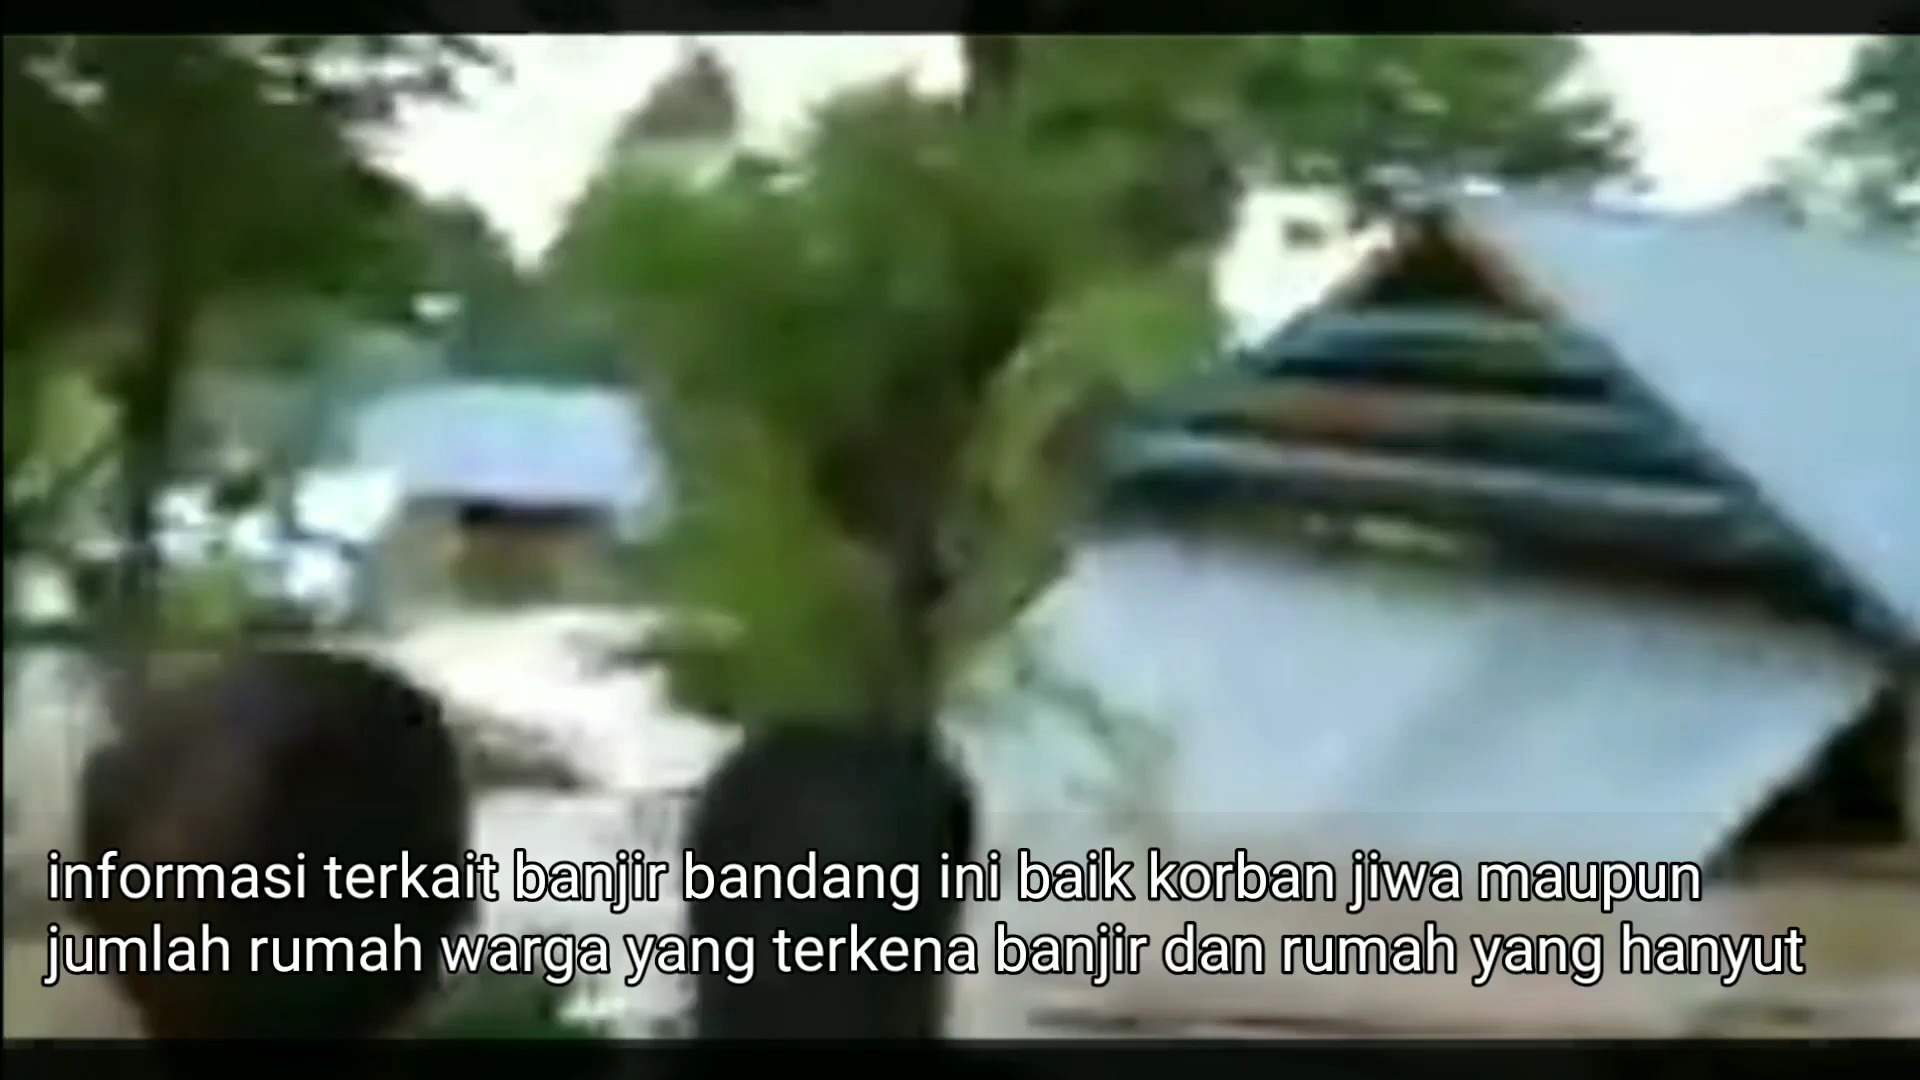 informasi terkait banjir bandang ini baik korban jiwa maupun
jumlah rumah warga yang terkena banjir dan rumah yang hanyut